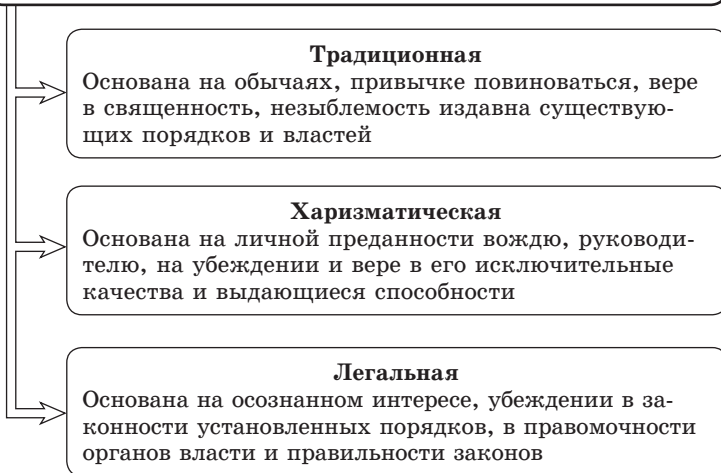 Традиционная
Основана на обычаях, привычке повиноваться, вере
в священность, незыблемость издавна существую-
щих порядков и властей
Харизматическая
Основана на личной преданности вождю, руководи-
телю, на убеждении и вере в его исключительные
качества и выдающиеся способности
Легальная
Основана на осознанном интересе, убеждении в за-
конности установленных порядков, в правомочности
органов власти и правильности законов